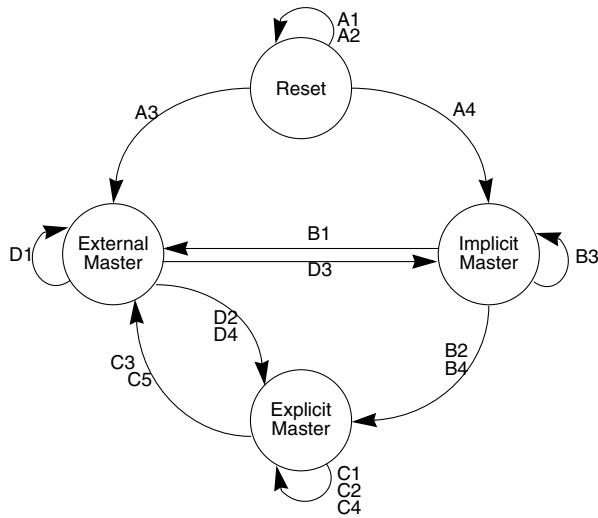 A1
A2
Reset
A3
A4
External
Master
Implicit
Master
B1
D1
B3
D3
D2
D4
B2
B4
C3
C5
Explicit
Master
C1
C2
C4